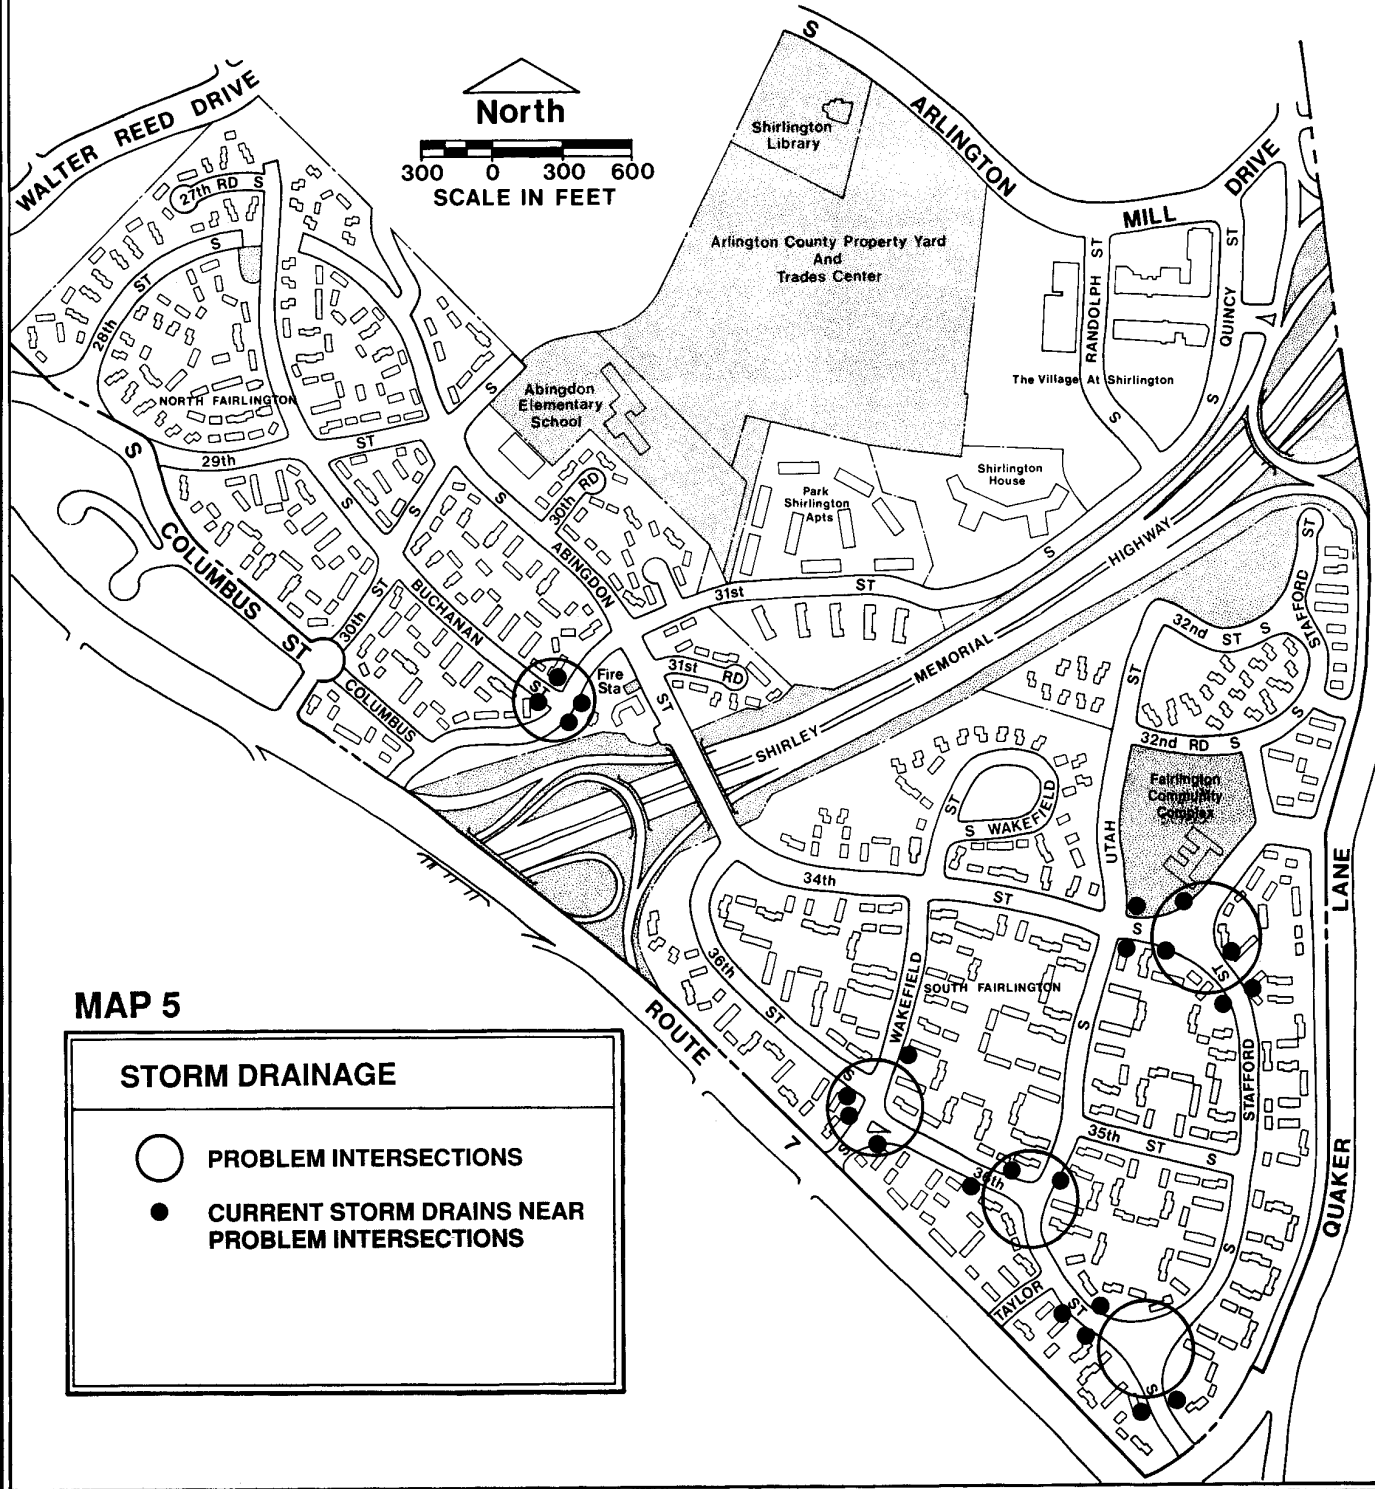 S ARLINGTON MILL DRIVE
WALTER REED DRIVE
North
300 0 300 600
SCALE IN FEET
Shirlington
Library
27th RD S
Arlington County Property Yard
And
Trades Center
28th ST S
RANDOLPH ST
S
QUINCY ST
S
The Village At Shirlington
NORTH FAIRLINGTON
Abingdon
Elementary
School
S
29th ST
S
Shirlington
House
Park
Shirlington
Apts
30th RD
S
S
S ABINGDON ST
S COLUMBUS ST
BUCHANAN ST
30th ST
31st ST S
SHIRLEY MEMORIAL HIGHWAY
STAFFORD ST
32nd ST S
31st RD
Fire
Sta
COLUMBUS
ST
32nd RD S
S
Fairlington
Community
Complex
ST
S WAKEFIELD
UTAH ST
34th ST S
LANE
36th ST S
WAKEFIELD
SOUTH FAIRLINGTON
S
ST
STAFFORD
S
MAP 5
ROUTE 7
STORM DRAINAGE
PROBLEM INTERSECTIONS
CURRENT STORM DRAINS NEAR
PROBLEM INTERSECTIONS
S
35th ST S
36th ST S
TAYLOR
QUAKER